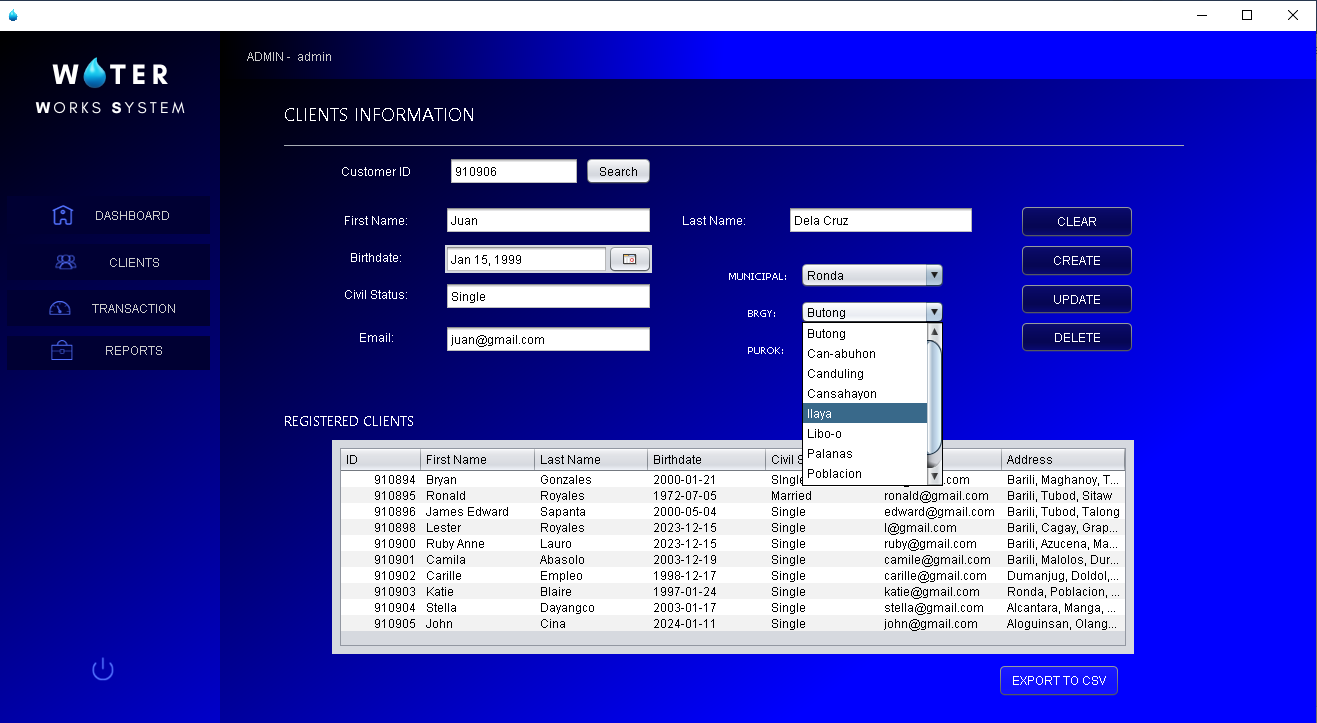 WATER
WORKS SYSTEM
ADMIN - admin
DASHBOARD
CLIENTS
TRANSACTION
REPORTS
CLIENTS INFORMATION
Customer ID 910906 Search
First Name: Juan Last Name: Dela Cruz CLEAR
Birthdate: Jan 15, 1999 MUNICIPAL: Ronda CREATE
Civil Status: Single BRGY: Butong UPDATE
Email: juan@gmail.com PUROK: DELETE
Butong
Can-abuhon
Canduling
Cansahayon
Ilaya
Libo-o
Palanas
Poblacion
REGISTERED CLIENTS
ID First Name Last Name Birthdate Civil S Address
910894 Bryan Gonzales 2000-01-21 SIngle .com Barili, Maghanoy, T...
910895 Ronald Royales 1972-07-05 Married ronald@gmail.com Barili, Tubod, Sitaw
910896 James Edward Sapanta 2000-05-04 Single edward@gmail.com Barili, Tubod, Talong
910898 Lester Royales 2023-12-15 Single l@gmail.com Barili, Cagay, Grap...
910900 Ruby Anne Lauro 2023-12-15 Single ruby@gmail.com Barili, Azucena, Ma...
910901 Camila Abasolo 2003-12-19 Single camile@gmail.com Barili, Malolos, Dur...
910902 Carille Empleo 1998-12-17 Single carille@gmail.com Dumanjug, Doldol,...
910903 Katie Blaire 1997-01-24 Single katie@gmail.com Ronda, Poblacion, ...
910904 Stella Dayangco 2003-01-17 Single stella@gmail.com Alcantara, Manga, ...
910905 John Cina 2024-01-11 Single john@gmail.com Aloguinsan, Olang...
EXPORT TO CSV